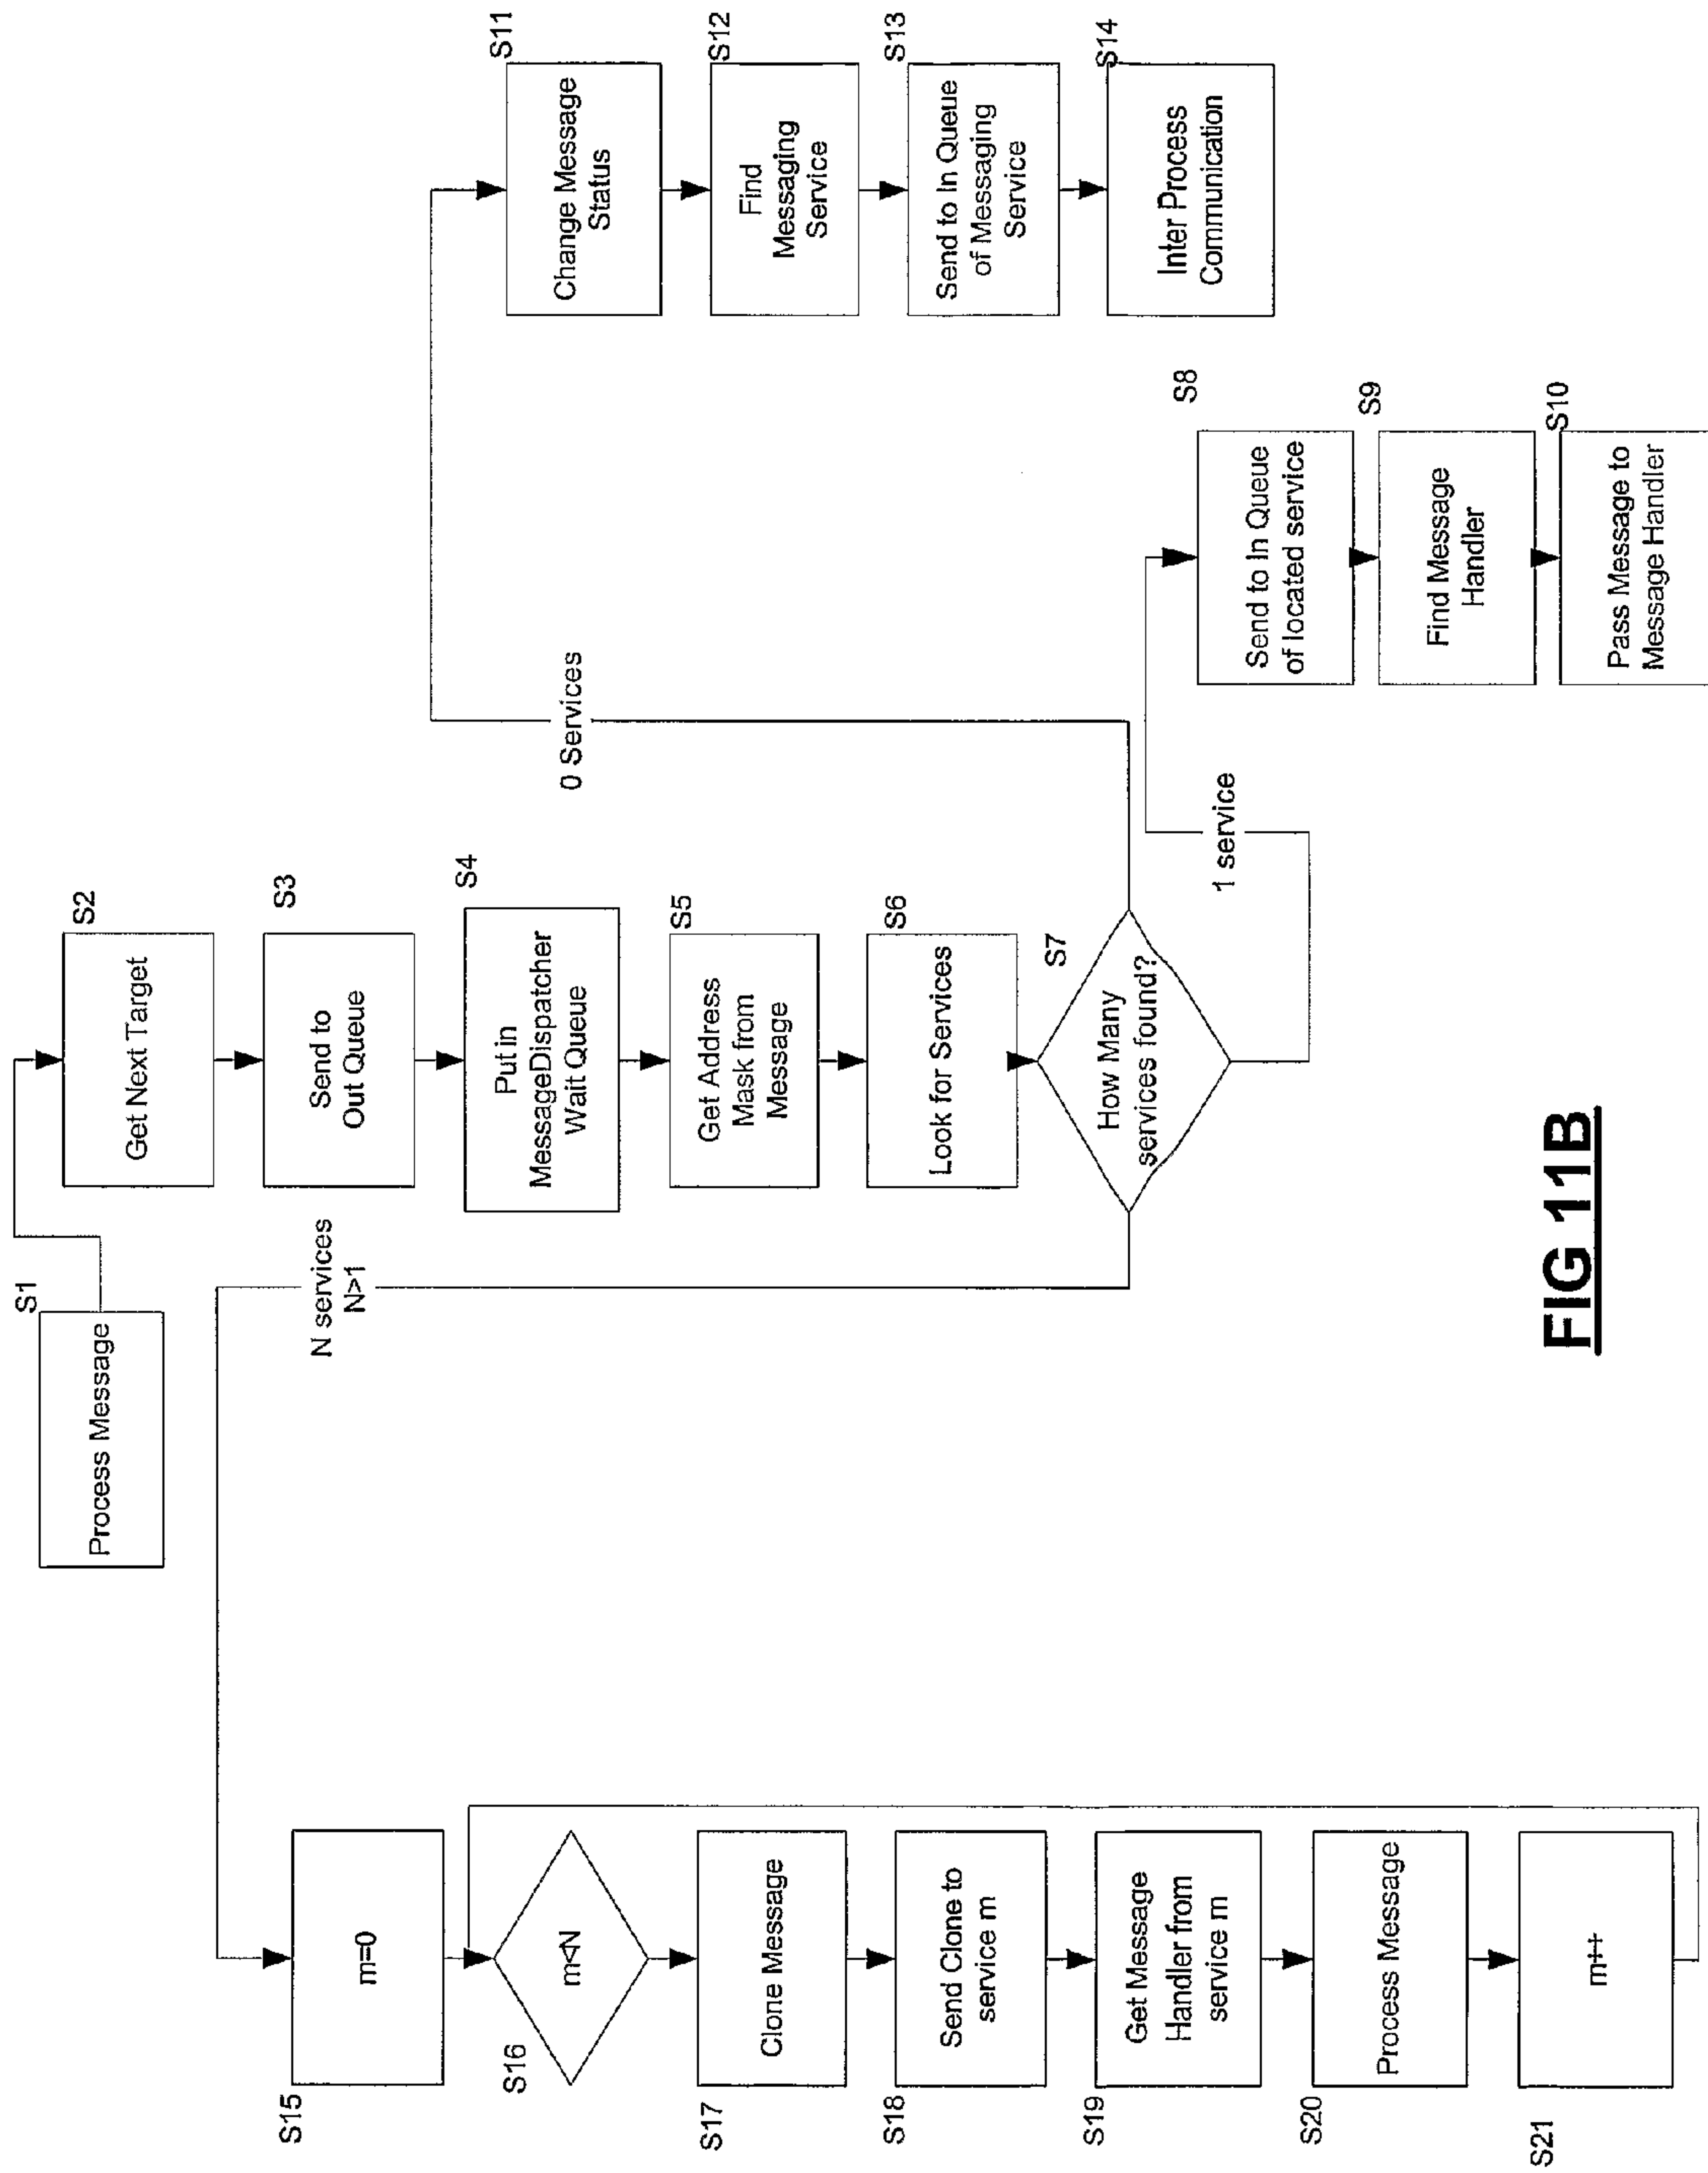 S1
Process Message
S2
Get Next Target
S3
Send to
Out Queue
S4
Put in
MessageDispatcher
Wait Queue
S5
Get Address
Mask from
Message
S6
Look for Services
S7
How Many
services found?
1 service
S8
Send to In Queue
of located service
S9
Find Message
Handler
S10
Pass Message to
Message Handler
0 Services
S11
Change Message
Status
S12
Find
Messaging
Service
S13
Send to In Queue
of Messaging
Service
S14
Inter Process
Communication
N services
N>1
S15
m=0
S16
m<N
S17
Clone Message
S18
Send Clone to
service m
S19
Get Message
Handler from
service m
S20
Process Message
S21
m++
FIG 11B